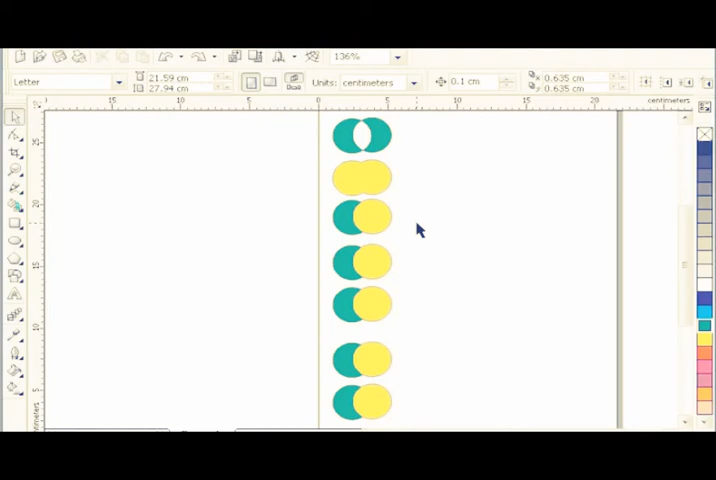 136%
Letter 21.59 cm Units: centimeters 0.1 cm 0.635 cm
27.94 cm 0.635 cm
15 10 5 0 5 10 15 20 centimeters
25
20
15
10
5